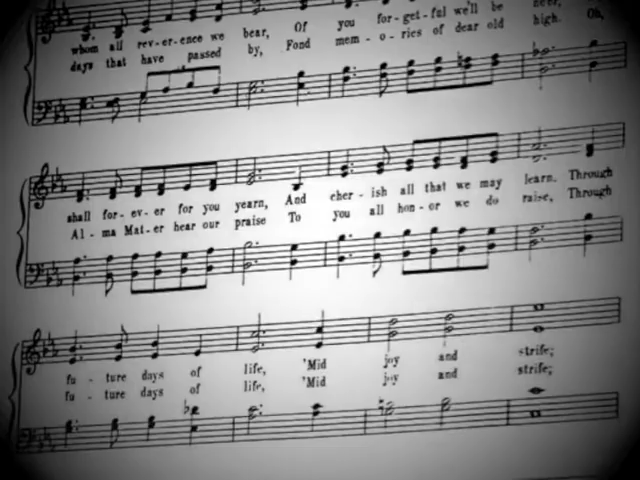 whom all rev-er-ence we bear, Of you for-get-ful we'll be
days that have passed by, Fond mem-o-ries of dear old high. Oh,
shall for-ev-er for you yearn, And cher-ish all that we may learn. Through
Al-ma Mat-er hear our praise To you all hon-or we do raise, Through
fu-ture days of life, 'Mid joy and strife;
fu-ture days of life, 'Mid joy and strife;